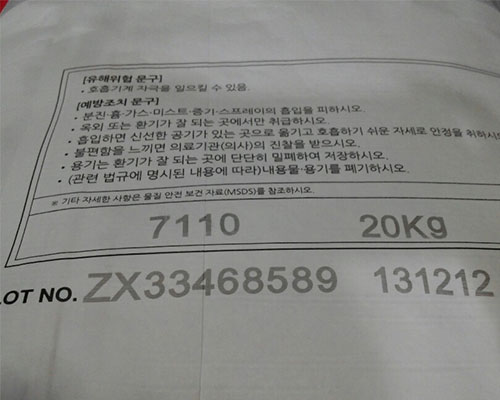 [유해위험 문구]
· 호흡기계 자극을 일으킬 수 있음.
[예방조치 문구]
· 분진·흄·가스·미스트·증기·스프레이의 흡입을 피하시오.
· 옥외 또는 환기가 잘 되는 곳에서만 취급하시오.
· 흡입하면 신선한 공기가 있는 곳으로 옮기고 호흡하기 쉬운 자세로 안정을 취하시
· 불편함을 느끼면 의료기관(의사)의 진찰을 받으시오.
· 용기는 환기가 잘 되는 곳에 단단히 밀폐하여 저장하시오.
· (관련 법규에 명시된 내용에 따라)내용물·용기를 폐기하시오.
※ 기타 자세한 사항은 물질 안전 보건 자료(MSDS)를 참조하시오.
7110 20Kg
LOT NO. ZX33468589 131212